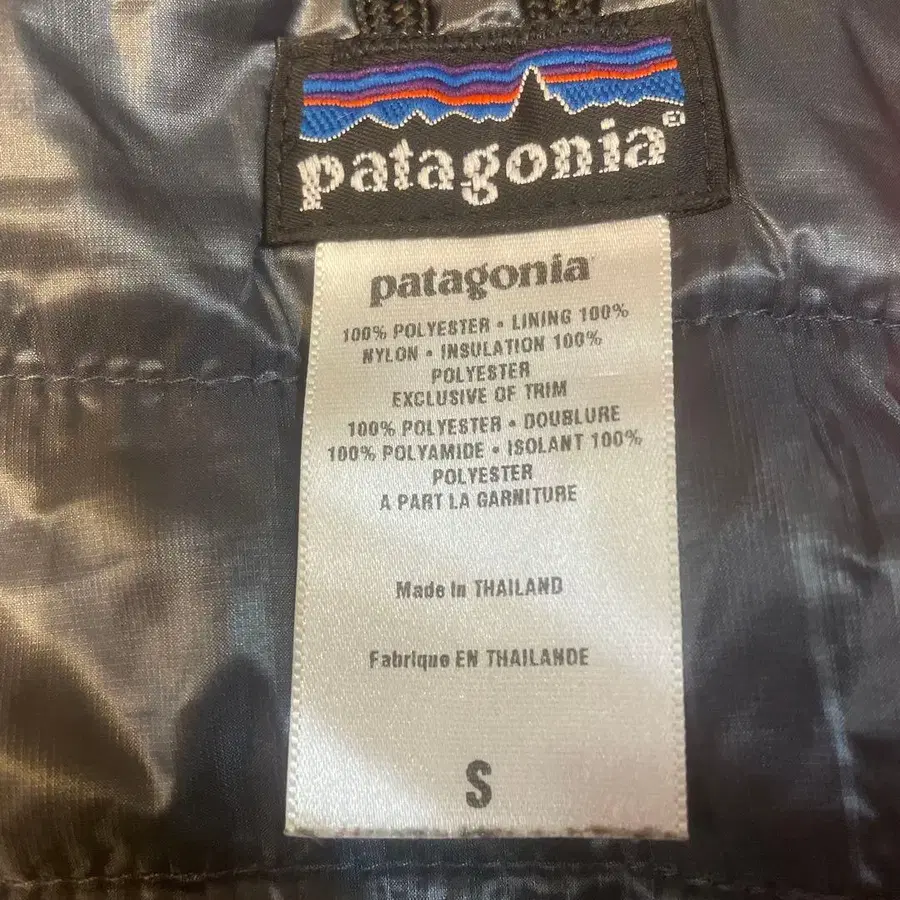 patagonia
patagonia
100% POLYESTER • LINING 100%
NYLON • INSULATION 100%
POLYESTER
EXCLUSIVE OF TRIM
100% POLYESTER • DOUBLURE
100% POLYAMIDE • ISOLANT 100%
POLYESTER
A PART LA GARNITURE
Made In THAILAND
Fabrique EN THAILANDE
S